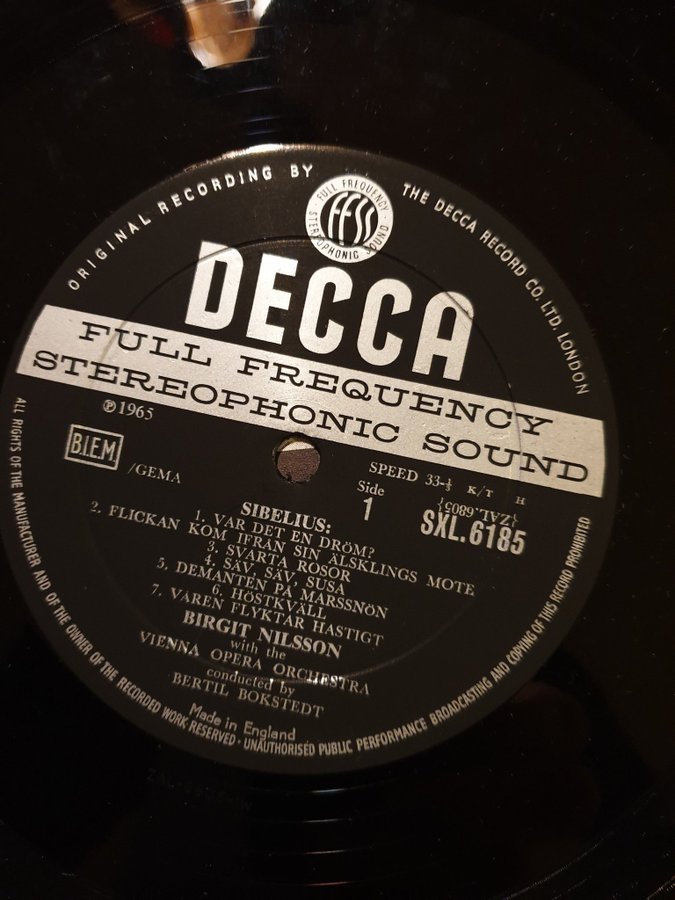 ORIGINAL RECORDING BY THE DECCA RECORD CO. LTD. LONDON
FULL FREQUENCY STEREOPHONIC SOUND
FFSS
DECCA
FULL FREQUENCY
STEREOPHONIC SOUND
℗1965
BIEM
/GEMA
SPEED 33-⅓ K/T H
Side
1
{ZAL.6805}
SXL.6185
SIBELIUS:
1. VAR DET EN DRÖM?
2. FLICKAN KOM IFRÅN SIN ÄLSKLINGS MÖTE
3. SVARTA ROSOR
4. SÄV, SÄV, SUSA
5. DEMANTEN PÅ MARSSNÖN
6. HÖSTKVÄLL
7. VÅREN FLYKTAR HASTIGT
BIRGIT NILSSON
with the
VIENNA OPERA ORCHESTRA
conducted by
BERTIL BOKSTEDT
Made in England
ALL RIGHTS OF THE MANUFACTURER AND OF THE OWNER OF THE RECORDED WORK RESERVED · UNAUTHORISED PUBLIC PERFORMANCE BROADCASTING AND COPYING OF THIS RECORD PROHIBITED